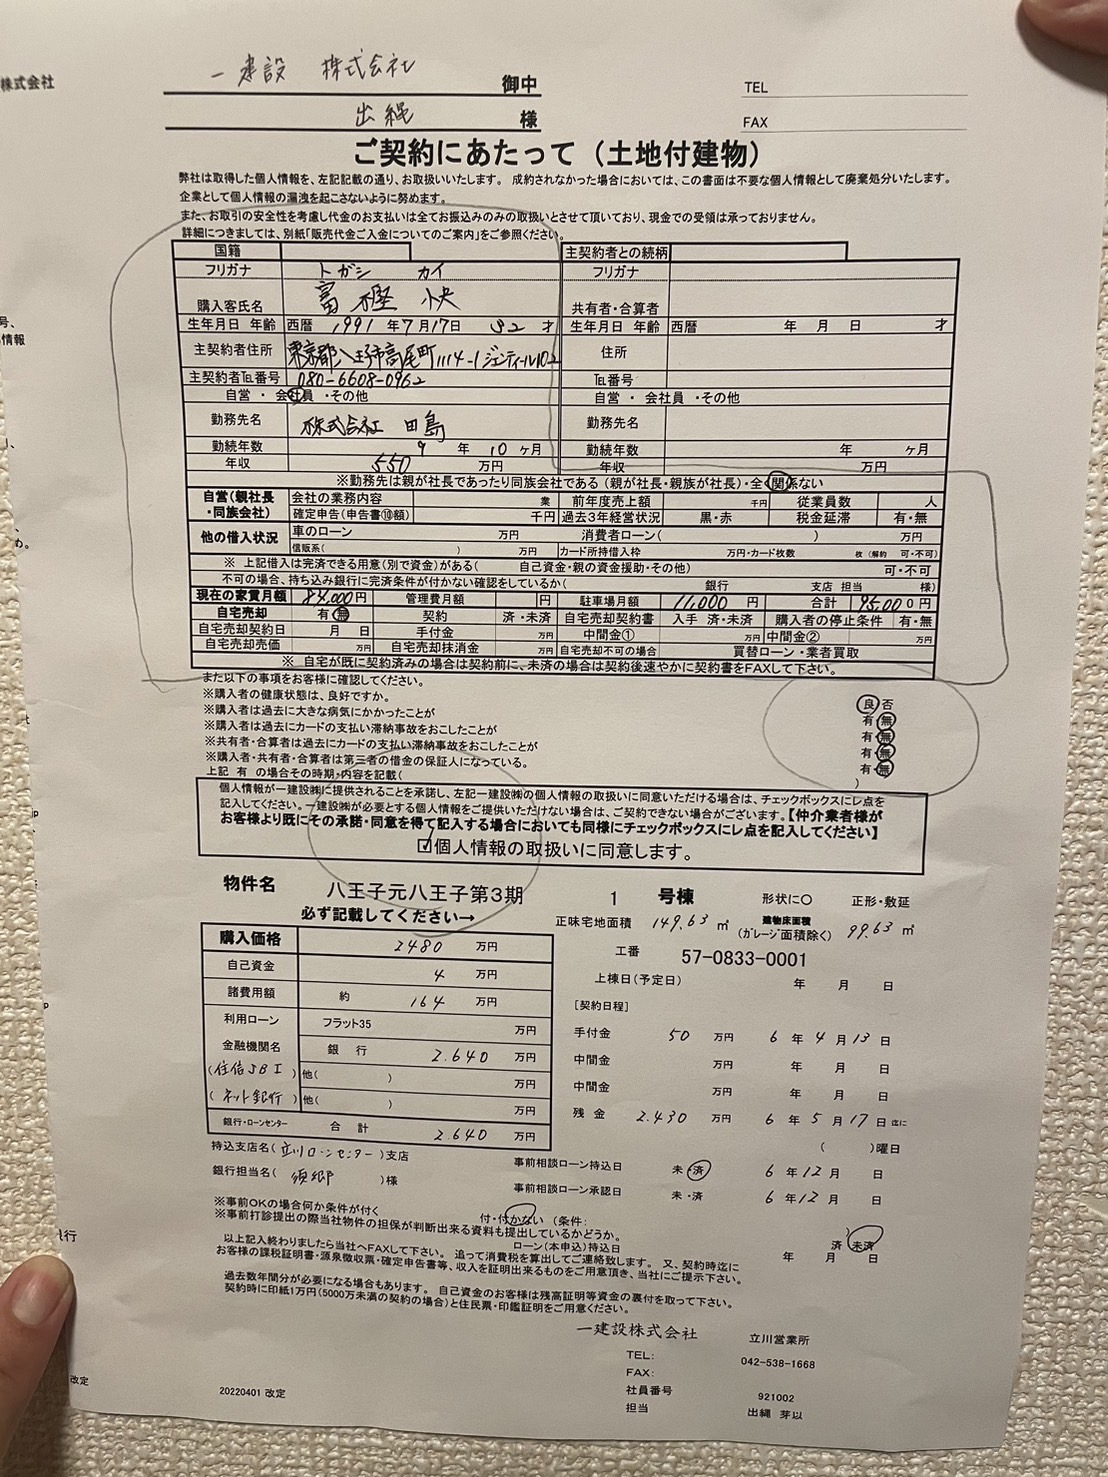 株式会社
一建設 株式会社 御中
出縄 様
TEL
FAX
ご契約にあたって（土地付建物）
弊社は取得した個人情報を、左記記載の通り、お取扱いいたします。 成約されなかった場合においては、この書面は不要な個人情報として廃棄処分いたします。
企業として個人情報の漏洩を起こさないように努めます。
また、お取引の安全性を考慮し代金のお支払いは全てお振込みのみの取扱いとさせて頂いており、現金での受領は承っておりません。
詳細につきましては、別紙「販売代金ご入金についてのご案内」をご参照ください。
国籍 主契約者との続柄
フリガナ トガシ カイ フリガナ
購入客氏名 富樫 快 共有者・合算者
生年月日 年齢 西暦 1991 年 7 月 17 日 32 才 生年月日 年齢 西暦 年 月 日 才
主契約者住所 東京都八王子市高尾町1114-1ジェンティール102 住所
主契約者℡番号 080-6608-0962 ℡番号
自営 ・ 会社員 ・その他 自営 ・ 会社員 ・その他
勤務先名 株式会社 田島 勤務先名
勤続年数 9 年 10 ヶ月 勤続年数 年 ヶ月
年収 550 万円 年収 万円
※勤務先は親が社長であったり同族会社である（親が社長・親族が社長）・全く関係ない
自営(親社長・同族会社) 会社の業務内容 業 前年度売上額 千円 従業員数 人
確定申告(申告書⑩額) 千円 過去3年経営状況 黒・赤 税金延滞 有・無
他の借入状況 車のローン 万円 消費者ローン( ) 万円
信販系( ) 万円 カード所持借入枠 万円・カード枚数 枚（解約 可・不可)
※ 上記借入は完済できる用意(別で資金)がある( 自己資金・親の資金援助・その他) 可・不可
不可の場合、持ち込み銀行に完済条件が付かない確認をしているか( 銀行 支店 担当 様)
現在の家賃月額 84,000円 管理費月額 円 駐車場月額 11,000 円 合計 95,000円
自宅売却 有・無 契約 済・未済 自宅売却契約書 入手 済・未済 購入者の停止条件 有・無
自宅売却契約日 月 日 手付金 万円 中間金① 万円 中間金② 万円
自宅売却売価 万円 自宅売却抹消金 万円 自宅売却不可の場合 買替ローン・業者買取
※ 自宅が既に契約済みの場合は契約前に、未済の場合は契約後速やかに契約書をFAXして下さい。
また以下の事項をお客様に確認してください。
※購入者の健康状態は、良好ですか。 良 否
※購入者は過去に大きな病気にかかったことが 有・無
※購入者は過去にカードの支払い滞納事故をおこしたことが 有・無
※共有者・合算者は過去にカードの支払い滞納事故をおこしたことが 有・無
※購入者・共有者・合算者は第三者の借金の保証人になっている。 有・無
上記 有 の場合その時期・内容を記載( )
個人情報が一建設㈱に提供されることを承諾し、左記一建設㈱の個人情報の取扱いに同意いただける場合は、チェックボックスにレ点を
記入してください。一建設㈱が必要とする個人情報をご提供いただけない場合は、ご契約できない場合がございます。【仲介業者様が
お客様より既にその承諾・同意を得て記入する場合においても同様にチェックボックスにレ点を記入してください】
☑個人情報の取扱いに同意します。
物件名 八王子元八王子第3期 1 号棟 形状に〇 正形・敷延
必ず記載してください→ 正味宅地面積 149.63 ㎡ 建物床面積(ガレージ面積除く) 99.63 ㎡
購入価格 2480 万円
工番 57-0833-0001
自己資金 4 万円
上棟日(予定日) 年 月 日
諸費用額 約 164 万円
[契約日程]
利用ローン フラット35 万円
手付金 50 万円 6 年 4 月 13 日
金融機関名 銀 行 2.640 万円
中間金 万円 年 月 日
(住信SBI ) 他( ) 万円
中間金 万円 年 月 日
( ネット銀行 ) 他( ) 万円
残 金 2.430 万円 6 年 5 月 17 日 迄に
銀行・ローンセンター 合 計 2.640 万円
( )曜日
持込支店名( 立川ローンセンター )支店
事前相談ローン持込日 未・済 6 年12月 日
銀行担当名( 須郷 )様
事前相談ローン承認日 未・済 6 年12月 日
※事前OKの場合何か条件が付く 付・付かない (条件: )
※事前打診提出の際当社物件の担保が判断出来る資料も提出しているかどうか。 済・未済
ローン(本申込)持込日 年 月 日
以上記入終わりましたら当社へFAXして下さい。 追って消費税を算出してご連絡致します。 又、契約時迄に
お客様の課税証明書・源泉徴収票・確定申告書等、収入を証明出来るものをご用意頂き、当社にご提示下さい。
過去数年間分が必要になる場合もあります。 自己資金のお客様は残高証明等資金の裏付を取って下さい。
契約時に印紙1万円(5000万未満の契約の場合)と住民票・印鑑証明をご用意ください。
一建設株式会社 立川営業所
TEL: 042-538-1668
FAX:
社員番号 921002
担当 出縄 芽以
20220401 改定
改定